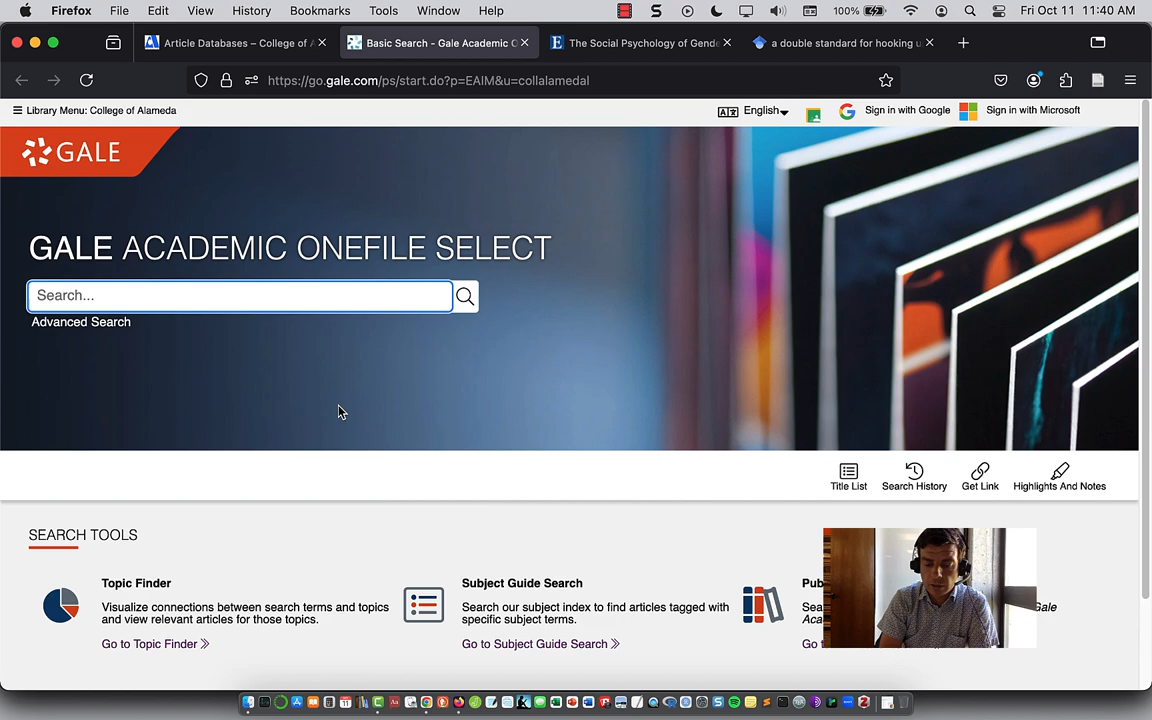 Firefox File Edit View History Bookmarks Tools Window Help 100% Fri Oct 11 11:40 AM
Article Databases – College of A Basic Search - Gale Academic O The Social Psychology of Gende a double standard for hooking u
https://go.gale.com/ps/start.do?p=EAIM&u=collalamedal
Library Menu: College of Alameda English Sign in with Google Sign in with Microsoft
GALE
GALE ACADEMIC ONEFILE SELECT
Search...
Advanced Search
Title List Search History Get Link Highlights And Notes
SEARCH TOOLS
Topic Finder Subject Guide Search Pub
Visualize connections between search terms and topics Search our subject index to find articles tagged with Sea Gale
and view relevant articles for those topics. specific subject terms. Aca
Go to Topic Finder Go to Subject Guide Search Go t